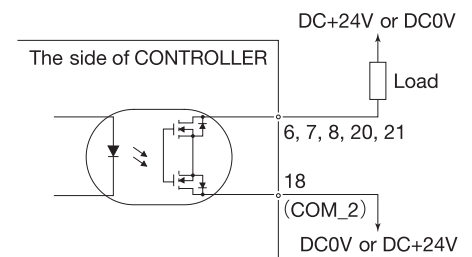 DC+24V or DC0V
The side of CONTROLLER
Load
6, 7, 8, 20, 21
18
(COM_2)
DC0V or DC+24V